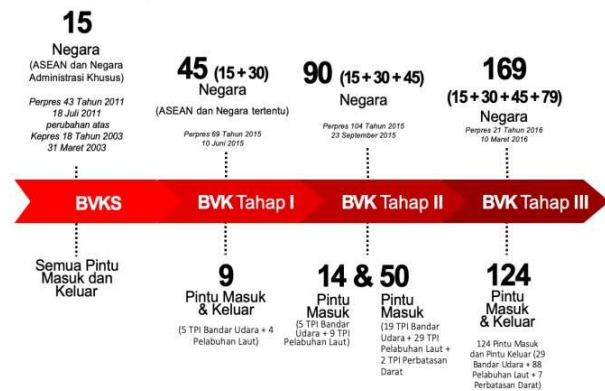 15
Negara
(ASEAN dan Negara
Administrasi Khusus)
Perpres 43 Tahun 2011
18 Juli 2011
perubahan atas
Kepres 18 Tahun 2003
31 Maret 2003
45 (15+30)
Negara
(ASEAN dan Negara tertentu)
Perpres 69 Tahun 2015
10 Juni 2015
90 (15+30+45)
Negara
Perpres 104 Tahun 2015
23 September 2015
169
(15+30+45+79)
Negara
Perpres 21 Tahun 2016
10 Maret 2016
BVKS
BVK Tahap I
BVK Tahap II
BVK Tahap III
Semua Pintu
Masuk dan
Keluar
9
Pintu Masuk
& Keluar
(5 TPI Bandar Udara + 4
Pelabuhan Laut)
14 & 50
Pintu
Masuk
(5 TPI Bandar
Udara + 9 TPI
Pelabuhan Laut)
Pintu
Masuk
(19 TPI Bandar
Udara + 29 TPI
Pelabuhan Laut +
2 TPI Perbatasan
Darat
124
Pintu Masuk
& Keluar
124 Pintu Masuk
dan Pintu Keluar (29
Bandar Udara + 88
Pelabuhan Laut + 7
Perbatasan Darat)